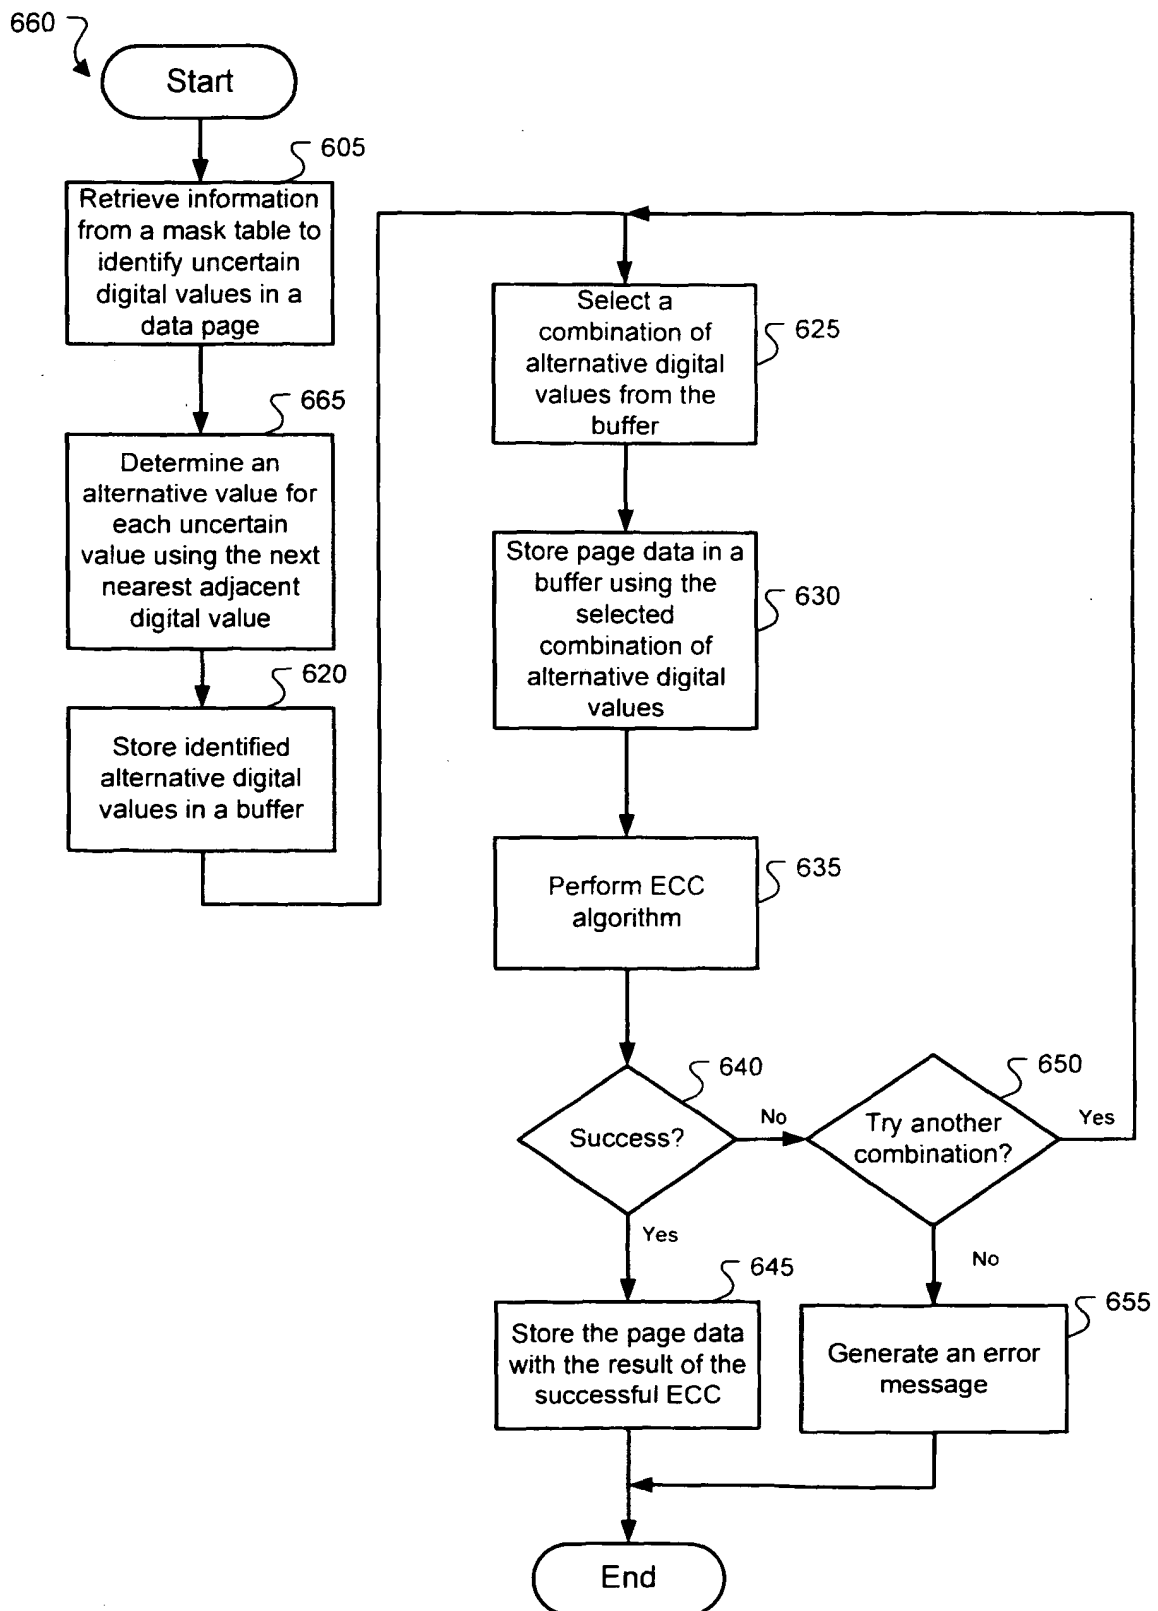 660
Start
605
Retrieve information
from a mask table to
identify uncertain
digital values in a
data page
665
Determine an
alternative value for
each uncertain
value using the next
nearest adjacent
digital value
620
Store identified
alternative digital
values in a buffer
Select a
combination of
alternative digital
values from the
buffer
625
Store page data in a
buffer using the
selected
combination of
alternative digital
values
630
Perform ECC
algorithm
635
Success?
640
No
Yes
Try another
combination?
650
Yes
No
Store the page data
with the result of the
successful ECC
645
Generate an error
message
655
End